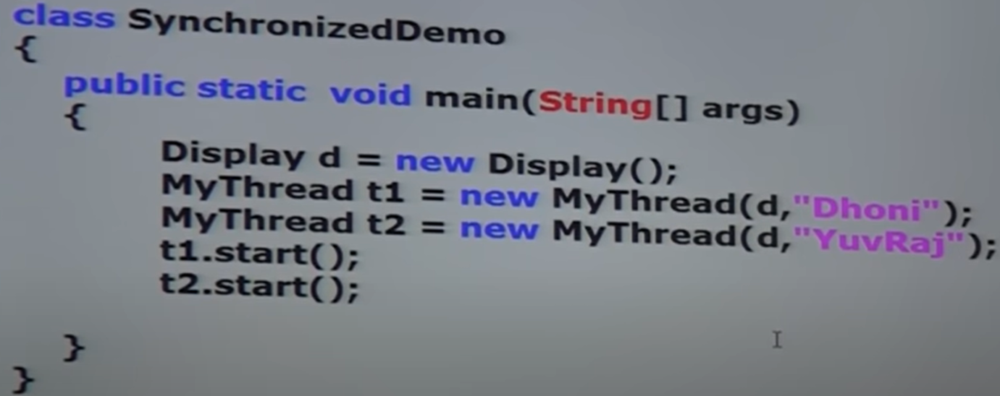 class SynchronizedDemo
{
public static void main(String[] args)
{
Display d = new Display();
MyThread t1 = new MyThread(d,"Dhoni");
MyThread t2 = new MyThread(d,"YuvRaj");
t1.start();
t2.start();
}
}